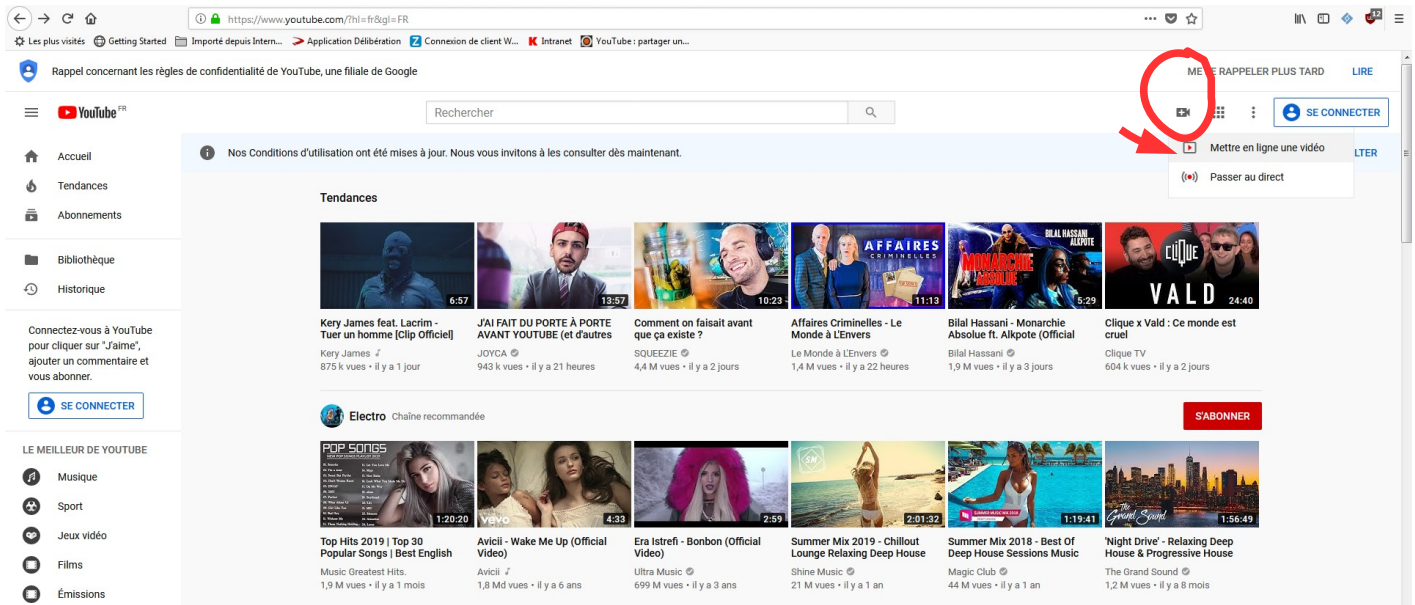 https://www.youtube.com/?hl=fr&gl=FR
12
Les plus visités Getting Started Importé depuis Intern... Application Délibération Connexion de client W... Intranet YouTube : partager un...
Rappel concernant les règles de confidentialité de YouTube, une filiale de Google
RAPPELER PLUS TARD LIRE
YouTube FR
Rechercher
SE CONNECTER
Nos Conditions d'utilisation ont été mises à jour. Nous vous invitons à les consulter dès maintenant.
LTER
Mettre en ligne une vidéo
Passer au direct
Accueil
Tendances
Abonnements
Bibliothèque
Historique
Connectez-vous à YouTube
pour cliquer sur "J'aime",
ajouter un commentaire et
vous abonner.
SE CONNECTER
LE MEILLEUR DE YOUTUBE
Musique
Sport
Jeux vidéo
Films
Émissions
Tendances
6:57
13:57
10:23
AFFAIRES
CRIMINELLES
11:13
BILAL HASSANI
ALKPOTE
MONARCHIE
ABSOLUE
5:29
CLIQUE
VALD
24:40
Kery James feat. Lacrim -
Tuer un homme [Clip Officiel]
Kery James
875 k vues • il y a 1 jour
J'AI FAIT DU PORTE À PORTE
AVANT YOUTUBE (et d'autres
JOYCA
943 k vues • il y a 21 heures
Comment on faisait avant
que ça existe ?
SQUEEZIE
4,4 M vues • il y a 2 jours
Affaires Criminelles - Le
Monde à L'Envers
Le Monde à L'Envers
1,4 M vues • il y a 22 heures
Bilal Hassani - Monarchie
Absolue ft. Alkpote (Official
Bilal Hassani
1,9 M vues • il y a 3 jours
Clique x Vald : Ce monde est
cruel
Clique TV
604 k vues • il y a 2 jours
Electro Chaîne recommandée
S'ABONNER
POP SONGS
1:20:20
vevo
4:33
2:59
SM
2:01:32
SUMMER MUSIC MIX 2018
1:19:41
The
Grand Sound
1:56:49
Top Hits 2019 | Top 30
Popular Songs | Best English
Music Greatest Hits.
1,9 M vues • il y a 1 mois
Avicii - Wake Me Up (Official
Video)
Avicii
1,8 Md vues • il y a 6 ans
Era Istrefi - Bonbon (Official
Video)
Ultra Music
699 M vues • il y a 3 ans
Summer Mix 2019 - Chillout
Lounge Relaxing Deep House
Shine Music
21 M vues • il y a 1 an
Summer Mix 2018 - Best Of
Deep House Sessions Music
Magic Club
44 M vues • il y a 1 an
'Night Drive' - Relaxing Deep
House & Progressive House
The Grand Sound
1,2 M vues • il y a 8 mois